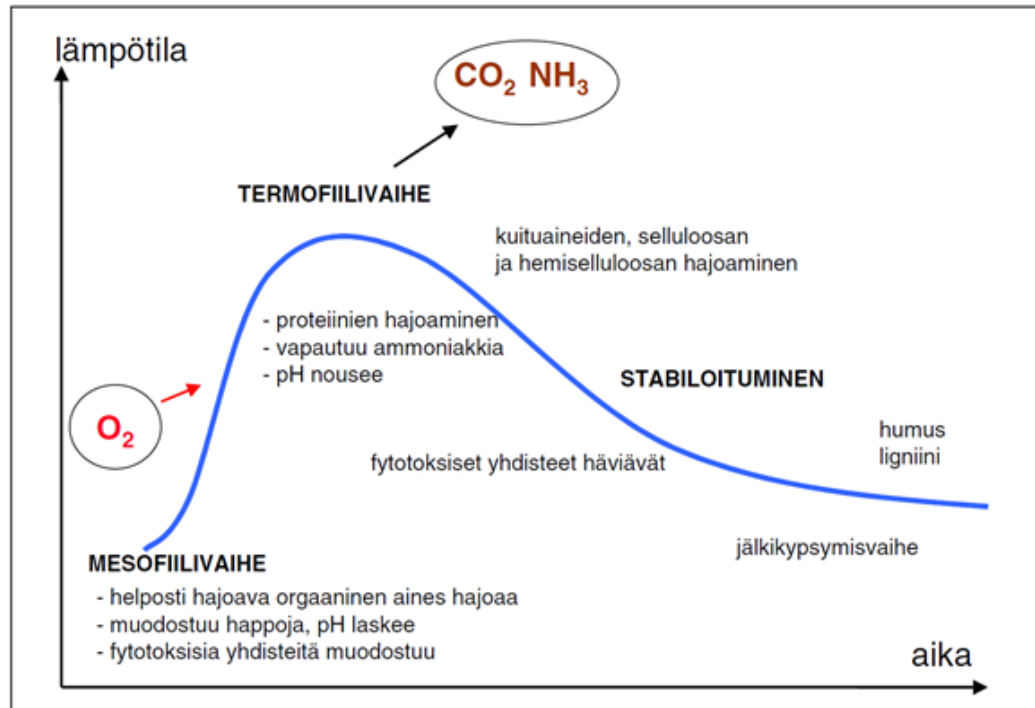 lämpötila
CO₂ NH₃
TERMOFIILIVAIHE
kuituaineiden, selluloosan
ja hemiselluloosan hajoaminen
- proteiinien hajoaminen
- vapautuu ammoniakkia
- pH nousee
STABILOITUMINEN
O₂
humus
ligniini
fytotoksiset yhdisteet häviävät
jälkikypsymisvaihe
MESOFIILIVAIHE
- helposti hajoava orgaaninen aines hajoaa
- muodostuu happoja, pH laskee
- fytotoksisia yhdisteitä muodostuu
aika